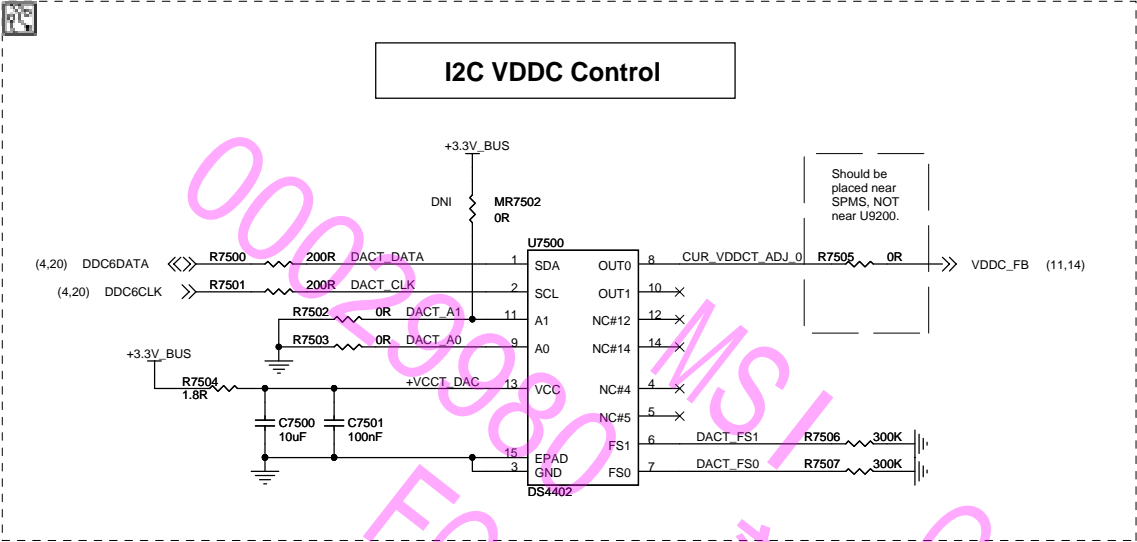 I2C VDDC Control
+3.3V_BUS
DNI MR7502
0R
Should be
placed near
SPMS, NOT
near U9200.
U7500
(4,20) DDC6DATA R7500 200R DACT_DATA 1 SDA OUT0 8 CUR_VDDCT_ADJ_0 R7505 0R VDDC_FB (11,14)
(4,20) DDC6CLK R7501 200R DACT_CLK 2 SCL OUT1 10
R7502 0R DACT_A1 11 A1 NC#12 12
R7503 0R DACT_A0 9 A0 NC#14 14
+3.3V_BUS
R7504 +VCCT_DAC 13 VCC NC#4 4
1.8R
NC#5 5
C7500 C7501
10uF 100nF
FS1 6 DACT_FS1 R7506 300K
15 EPAD
3 GND FS0 7 DACT_FS0 R7507 300K
DS4402
00029980
MSI